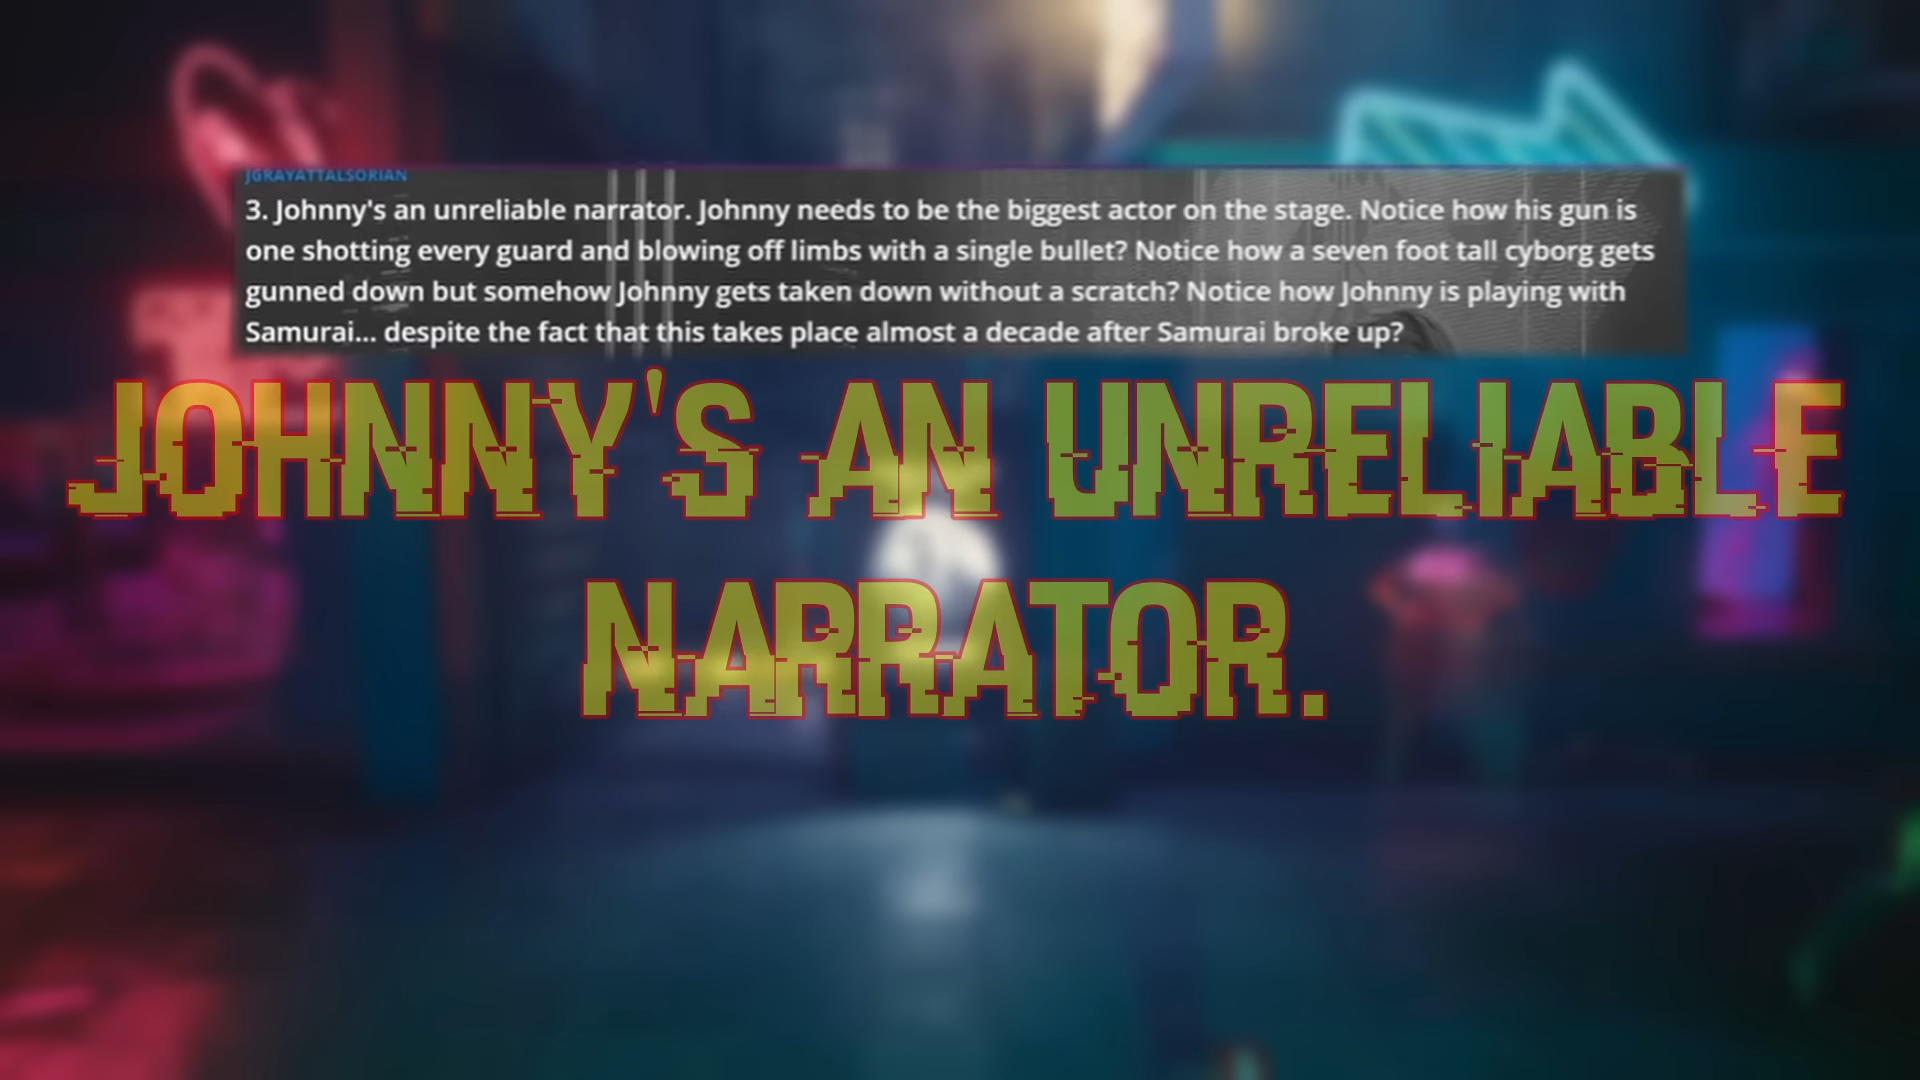 JGRAYATTALSORIAN
3. Johnny's an unreliable narrator. Johnny needs to be the biggest actor on the stage. Notice how his gun is
one shotting every guard and blowing off limbs with a single bullet? Notice how a seven foot tall cyborg gets
gunned down but somehow Johnny gets taken down without a scratch? Notice how Johnny is playing with
Samurai... despite the fact that this takes place almost a decade after Samurai broke up?
JOHNNY'S AN UNRELIABLE
NARRATOR.